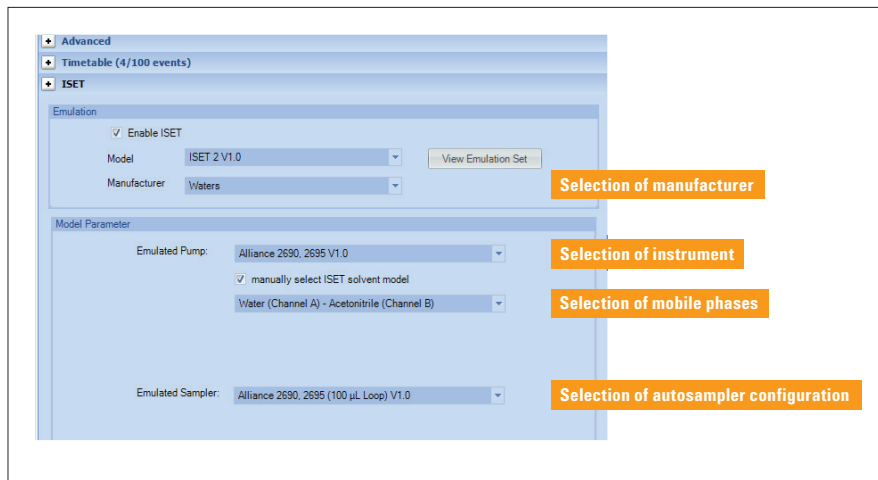 Advanced
Timetable (4/100 events)
ISET
Emulation
Enable ISET
Model ISET 2 V1.0 View Emulation Set
Manufacturer Waters Selection of manufacturer
Model Parameter
Emulated Pump: Alliance 2690, 2695 V1.0 Selection of instrument
manually select ISET solvent model
Water (Channel A) - Acetonitrile (Channel B) Selection of mobile phases
Emulated Sampler: Alliance 2690, 2695 (100 µL Loop) V1.0 Selection of autosampler configuration